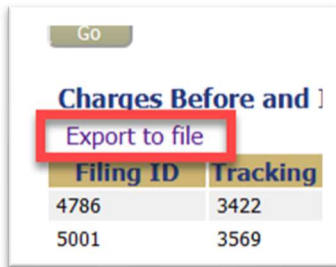 Go
Charges Before and
Export to file
Filing ID Tracking
4786 3422
5001 3569